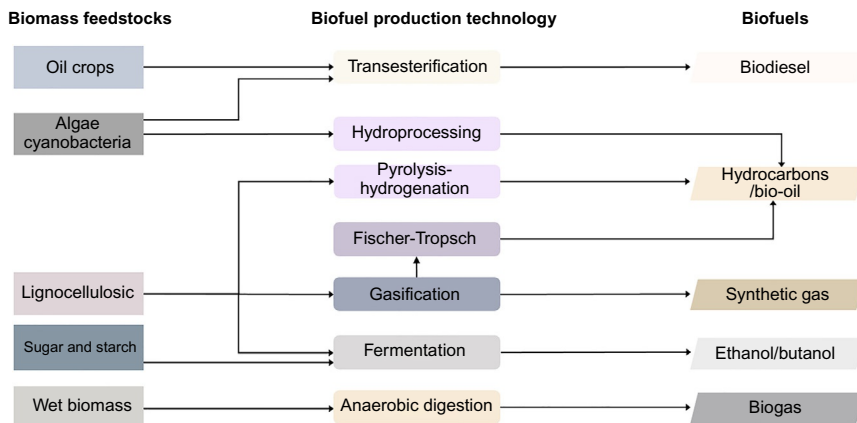 Biomass feedstocks
Biofuel production technology
Biofuels
Oil crops
Transesterification
Biodiesel
Algae
cyanobacteria
Hydroprocessing
Pyrolysis-
hydrogenation
Hydrocarbons
/bio-oil
Fischer-Tropsch
Lignocellulosic
Gasification
Synthetic gas
Sugar and starch
Fermentation
Ethanol/butanol
Wet biomass
Anaerobic digestion
Biogas